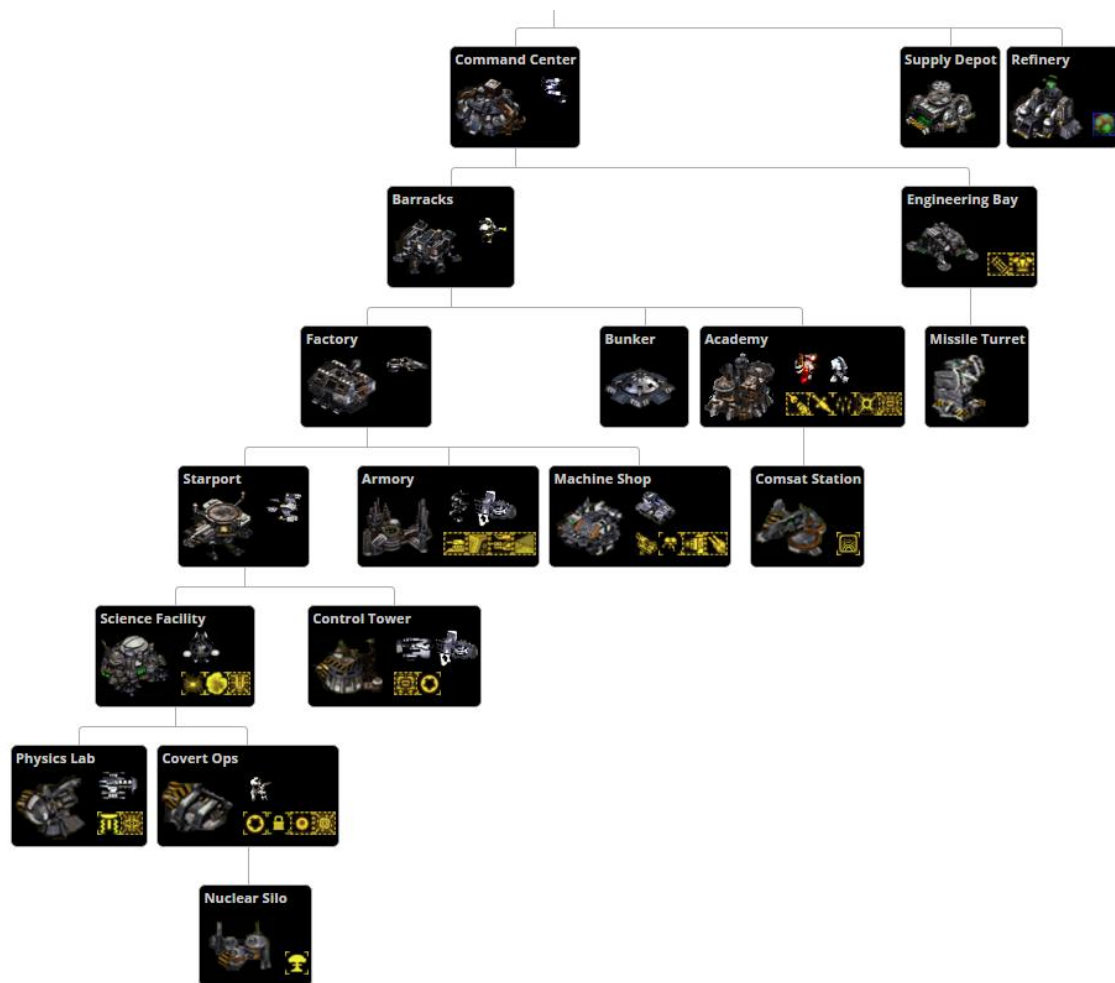 Command Center
Supply Depot
Refinery
Barracks
Engineering Bay
Factory
Bunker
Academy
Missile Turret
Starport
Armory
Machine Shop
Comsat Station
Science Facility
Control Tower
Physics Lab
Covert Ops
Nuclear Silo